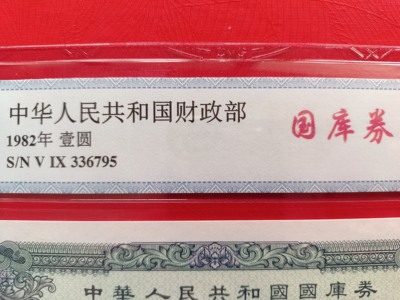 中华人民共和国财政部
1982年 壹圆
S/N V IX 336795
国库券
中華人民共和國國庫券